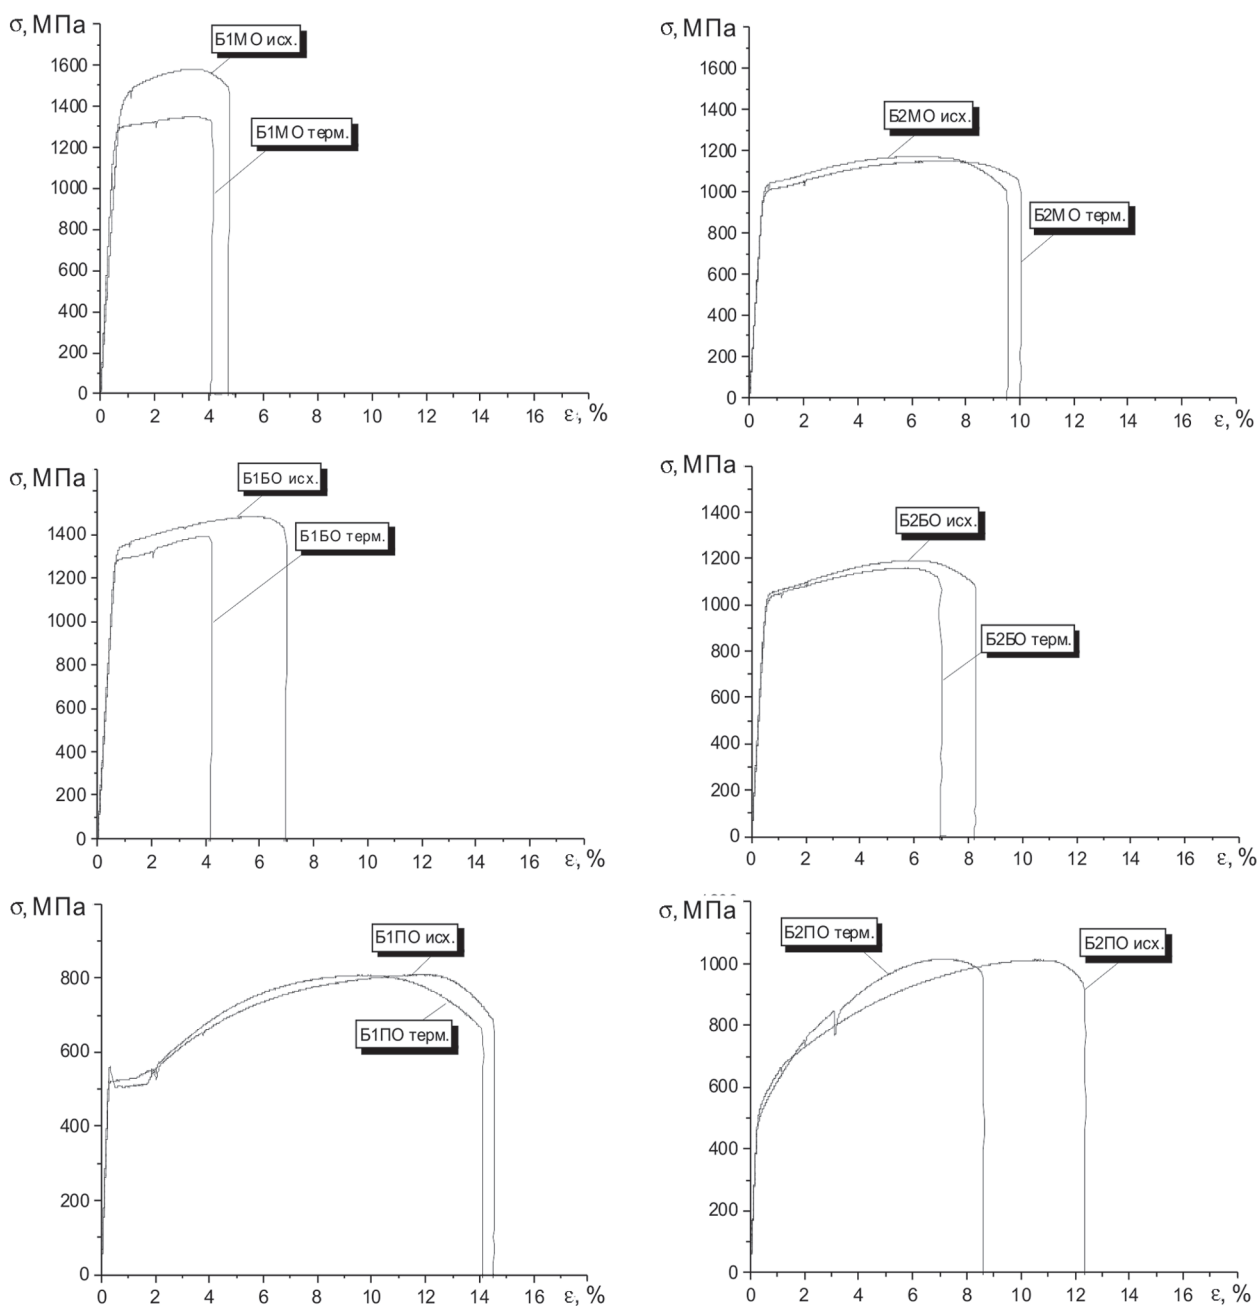 σ, МПа
Б1МО исх.
Б1МО терм.
1600
1400
1200
1000
800
600
400
200
0
0 2 4 6 8 10 12 14 16 ε, %
σ, МПа
Б2МО исх.
Б2МО терм.
1600
1400
1200
1000
800
600
400
200
0
0 2 4 6 8 10 12 14 16 ε, %
σ, МПа
Б1БО исх.
Б1БО терм.
1400
1200
1000
800
600
400
200
0
0 2 4 6 8 10 12 14 16 ε, %
σ, МПа
Б2БО исх.
Б2БО терм.
1400
1200
1000
800
600
400
200
0
0 2 4 6 8 10 12 14 16 ε, %
σ, МПа
Б1ПО исх.
Б1ПО терм.
800
600
400
200
0
0 2 4 6 8 10 12 14 16 ε, %
σ, МПа
Б2ПО терм.
Б2ПО исх.
1000
800
600
400
200
0
0 2 4 6 8 10 12 14 16 ε, %